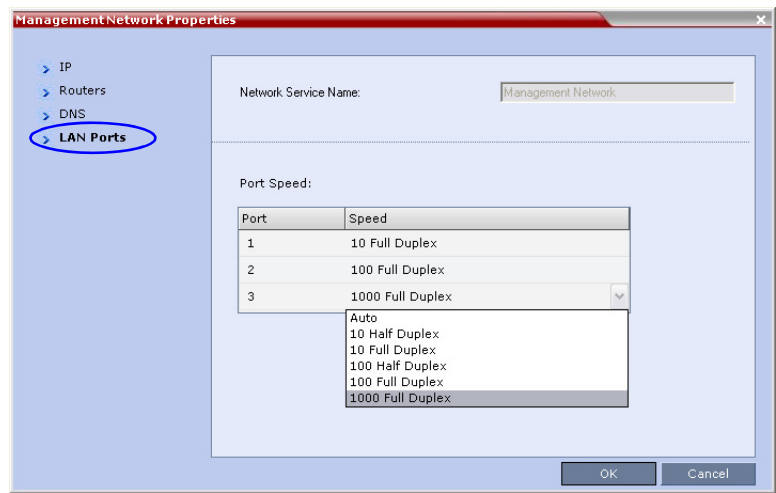 Management Network Properties
IP
Routers
DNS
LAN Ports
Network Service Name: Management Network
Port Speed:
Port Speed
1 10 Full Duplex
2 100 Full Duplex
3 1000 Full Duplex
Auto
10 Half Duplex
10 Full Duplex
100 Half Duplex
100 Full Duplex
1000 Full Duplex
OK Cancel